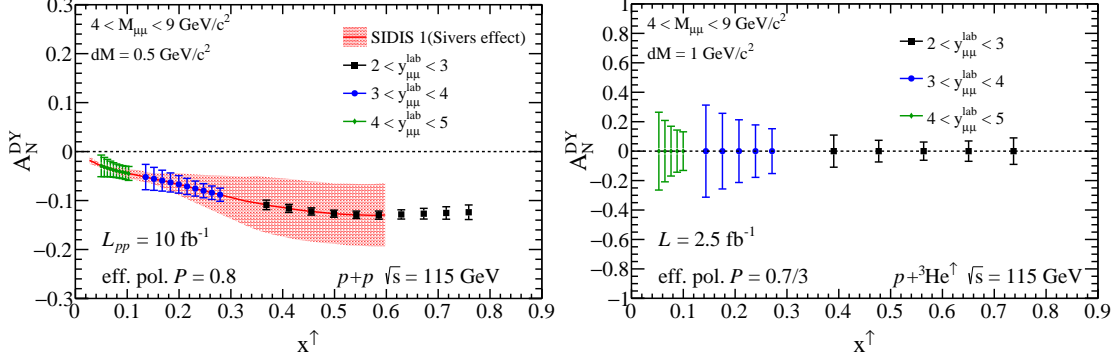 4 < M_μμ < 9 GeV/c²
dM = 0.5 GeV/c²
SIDIS 1(Sivers effect)
2 < y_μμ^lab < 3
3 < y_μμ^lab < 4
4 < y_μμ^lab < 5
L_pp = 10 fb⁻¹
eff. pol. P = 0.8
p+p √s = 115 GeV
A_N^DY
0.3
0.2
0.1
0
−0.1
−0.2
−0.3
0 0.1 0.2 0.3 0.4 0.5 0.6 0.7 0.8 0.9
x↑
4 < M_μμ < 9 GeV/c²
dM = 1 GeV/c²
2 < y_μμ^lab < 3
3 < y_μμ^lab < 4
4 < y_μμ^lab < 5
L = 2.5 fb⁻¹
eff. pol. P = 0.7/3
p+³He↑ √s = 115 GeV
A_N^DY
1
0.8
0.6
0.4
0.2
0
−0.2
−0.4
−0.6
−0.8
−1
0 0.1 0.2 0.3 0.4 0.5 0.6 0.7 0.8 0.9
x↑